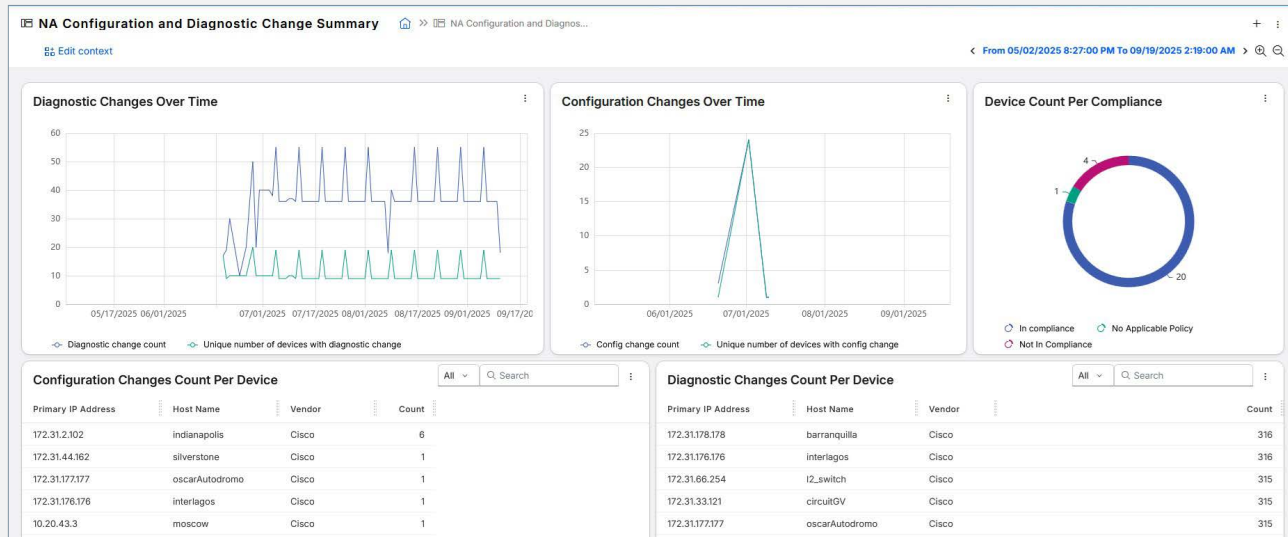 NA Configuration and Diagnostic Change Summary >> NA Configuration and Diagnos...
Edit context
From 05/02/2025 8:27:00 PM To 09/19/2025 2:19:00 AM
Diagnostic Changes Over Time
60
50
40
30
20
10
0
05/17/2025 06/01/2025 07/01/2025 07/17/2025 08/01/2025 08/17/2025 09/01/2025 09/17/20
Diagnostic change count Unique number of devices with diagnostic change
Configuration Changes Over Time
25
20
15
10
5
0
06/01/2025 07/01/2025 08/01/2025 09/01/2025
Config change count Unique number of devices with config change
Device Count Per Compliance
4
1
20
In compliance No Applicable Policy
Not In Compliance
Configuration Changes Count Per Device All Search
Primary IP Address Host Name Vendor Count
172.31.2.102 indianapolis Cisco 6
172.31.44.162 silverstone Cisco 1
172.31.177.177 oscarAutodromo Cisco 1
172.31.176.176 interlagos Cisco 1
10.20.43.3 moscow Cisco 1
Diagnostic Changes Count Per Device All Search
Primary IP Address Host Name Vendor Count
172.31.178.178 barranquilla Cisco 316
172.31.176.176 interlagos Cisco 316
172.31.66.254 l2_switch Cisco 315
172.31.33.121 circuitGV Cisco 315
172.31.177.177 oscarAutodromo Cisco 315